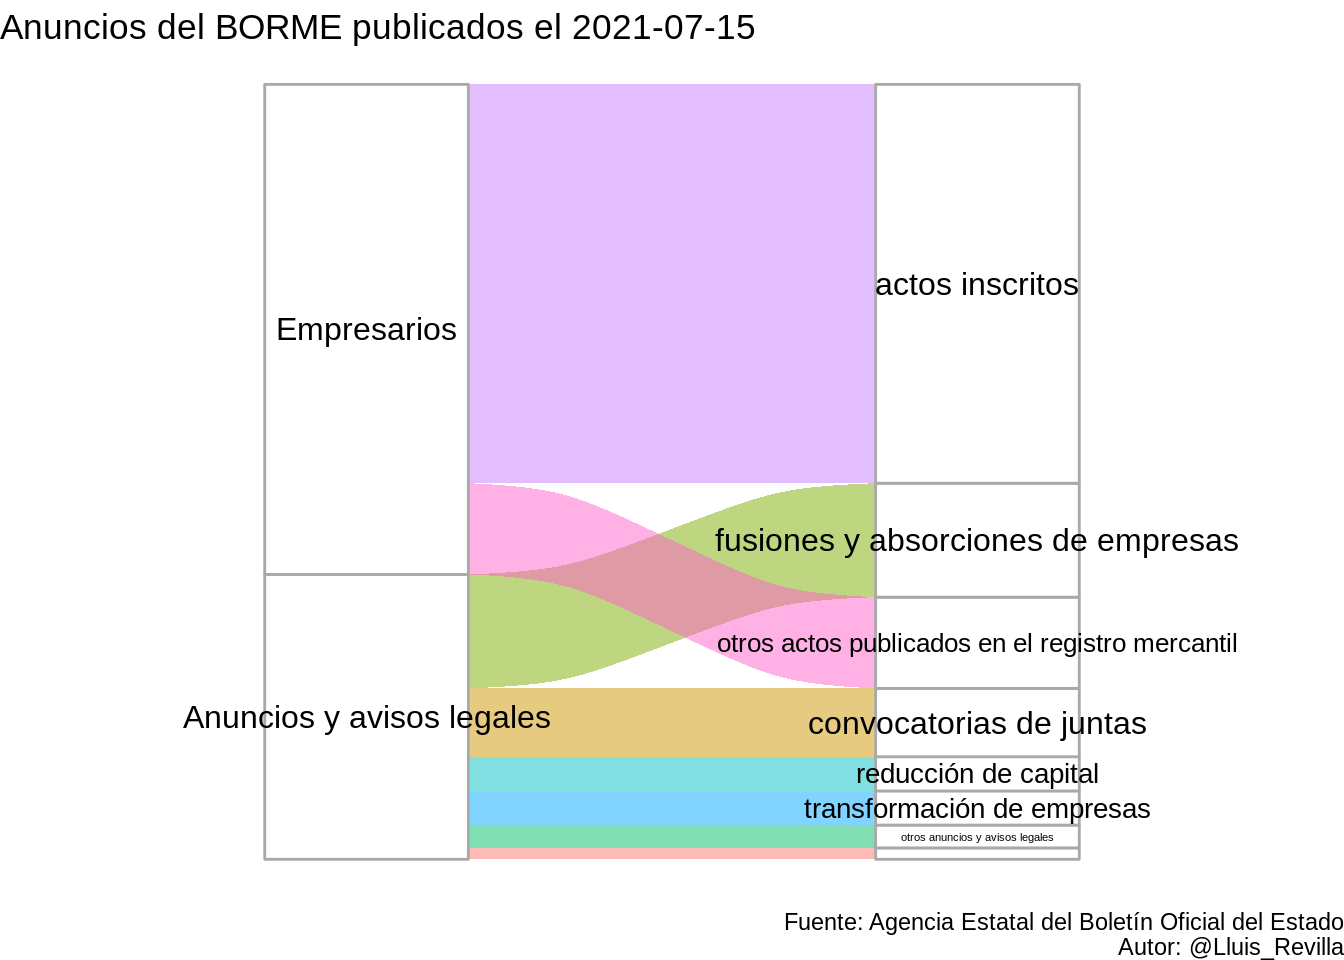 Anuncios del BORME publicados el 2021-07-15
actos inscritos
Empresarios
fusiones y absorciones de empresas
otros actos publicados en el registro mercantil
Anuncios y avisos legales
convocatorias de juntas
reducción de capital
transformación de empresas
otros anuncios y avisos legales
Fuente: Agencia Estatal del Boletín Oficial del Estado
Autor: @Lluis_Revilla